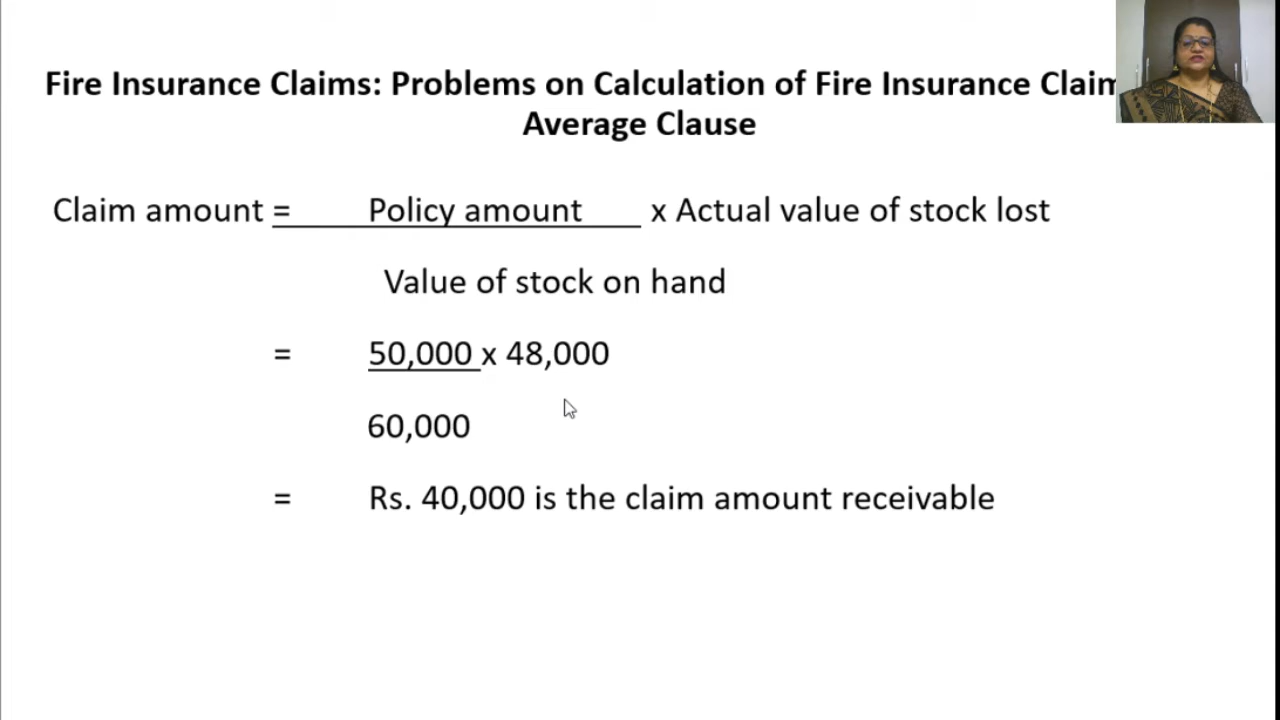 Fire Insurance Claims: Problems on Calculation of Fire Insurance Claim
Average Clause
Claim amount = Policy amount x Actual value of stock lost
Value of stock on hand
= 50,000 x 48,000
60,000
= Rs. 40,000 is the claim amount receivable